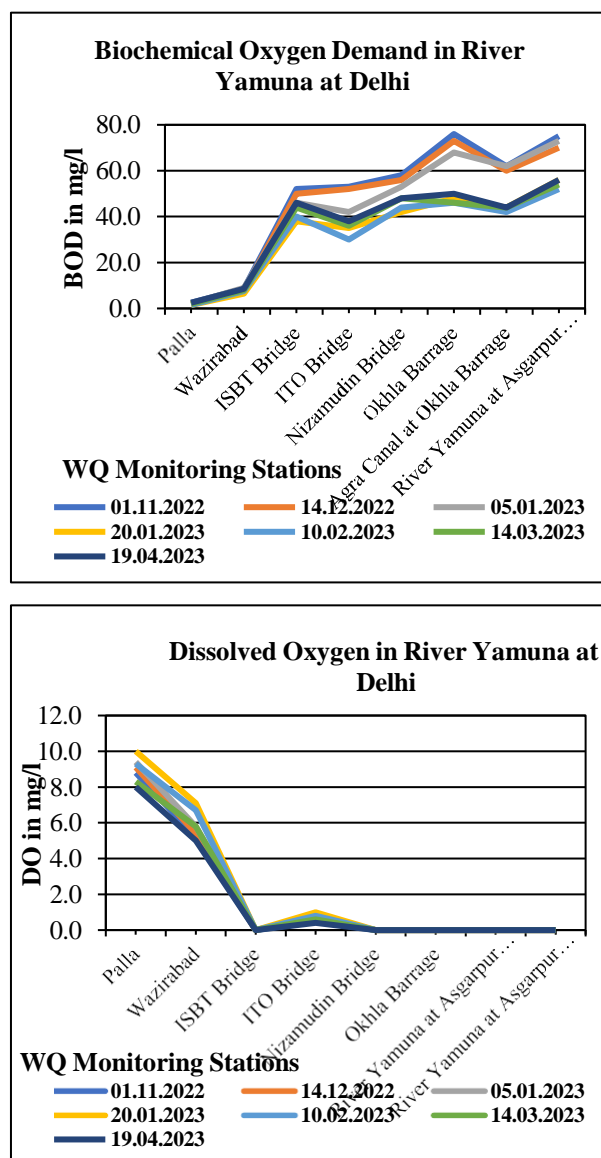 Biochemical Oxygen Demand in River
Yamuna at Delhi
80.0
60.0
40.0
20.0
0.0
BOD in mg/l
Palla
Wazirabad
ISBT Bridge
ITO Bridge
Nizamudin Bridge
Okhla Barrage
Agra Canal at Okhla Barrage
River Yamuna at Asgarpur…
WQ Monitoring Stations
01.11.2022 14.12.2022 05.01.2023
20.01.2023 10.02.2023 14.03.2023
19.04.2023
Dissolved Oxygen in River Yamuna at
Delhi
12.0
10.0
8.0
6.0
4.0
2.0
0.0
DO in mg/l
Palla
Wazirabad
ISBT Bridge
ITO Bridge
Nizamudin Bridge
Okhla Barrage
River Yamuna at Asgarpur…
River Yamuna at Asgarpur…
WQ Monitoring Stations
01.11.2022 14.12.2022 05.01.2023
20.01.2023 10.02.2023 14.03.2023
19.04.2023